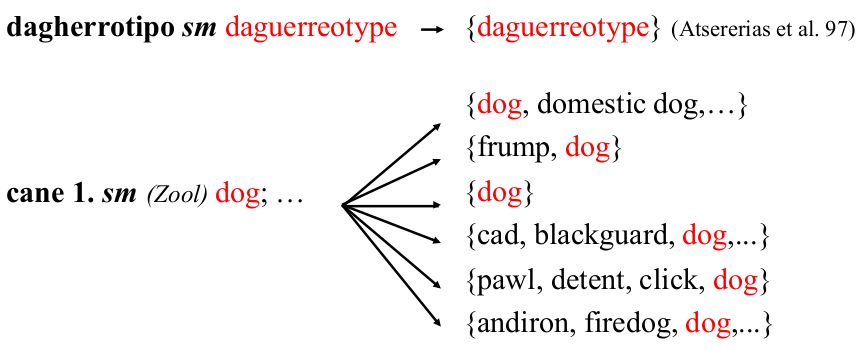 dagherrotipo sm daguerreotype {daguerreotype} (Atsererias et al. 97)
{dog, domestic dog,…}
{frump, dog}
cane 1. sm (Zool) dog; … {dog}
{cad, blackguard, dog,...}
{pawl, detent, click, dog}
{andiron, firedog, dog,...}